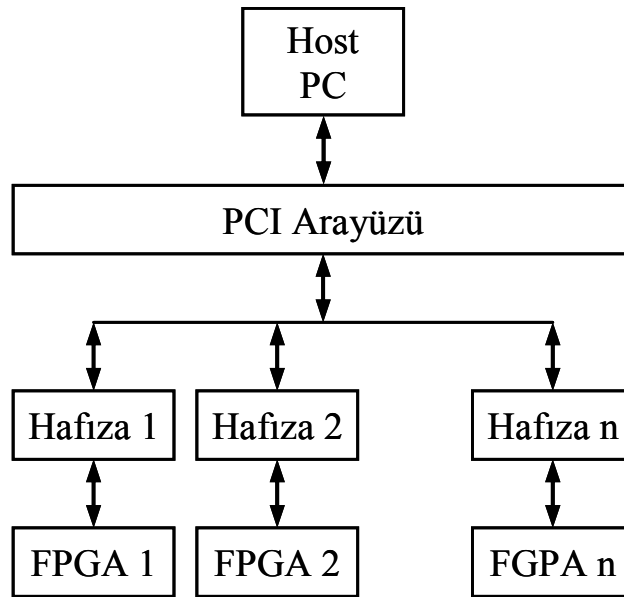 Host
PC
PCI Arayüzü
Hafıza 1
Hafıza 2
Hafıza n
FPGA 1
FPGA 2
FGPA n